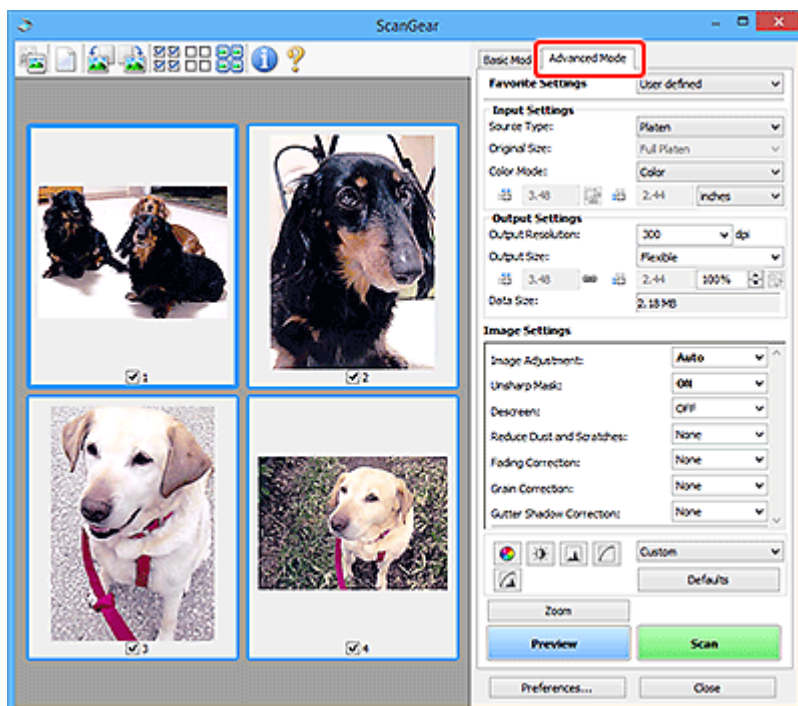 ScanGear
Basic Mod
Advanced Mode
Favorite Settings User defined
Input Settings
Source Type: Platen
Original Size: Full Platen
Color Mode: Color
3.48 2.44 inches
Output Settings
Output Resolution: 300 dpi
Output Size: Flexible
3.48 2.44 100%
Data Size: 2.18 MB
Image Settings
Image Adjustment: Auto
Unsharp Mask: ON
Descreen: OFF
Reduce Dust and Scratches: None
Fading Correction: None
Grain Correction: None
Gutter Shadow Correction: None
Custom
Defaults
Zoom
Preview Scan
Preferences... Close
1
2
3
4